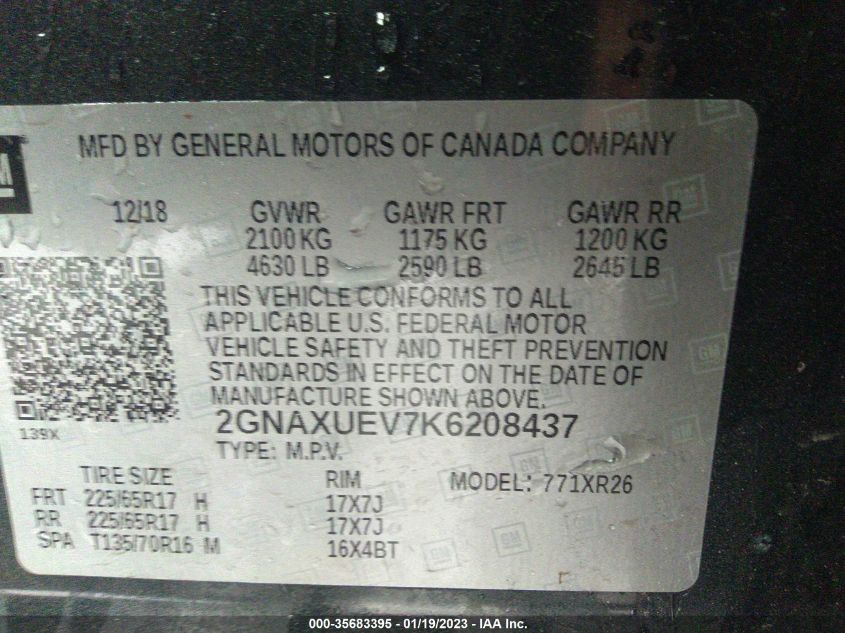 MFD BY GENERAL MOTORS OF CANADA COMPANY
12/18 GVWR GAWR FRT GAWR RR
2100 KG 1175 KG 1200 KG
4630 LB 2590 LB 2645 LB
THIS VEHICLE CONFORMS TO ALL
APPLICABLE U.S. FEDERAL MOTOR
VEHICLE SAFETY AND THEFT PREVENTION
STANDARDS IN EFFECT ON THE DATE OF
MANUFACTURE SHOWN ABOVE.
2GNAXUEV7K6208437
139X
TYPE: M.P.V.
TIRE SIZE RIM MODEL: 771XR26
FRT 225/65R17 H 17X7J
RR 225/65R17 H 17X7J
SPA T135/70R16 M 16X4BT
000-35683395 - 01/19/2023 - IAA Inc.